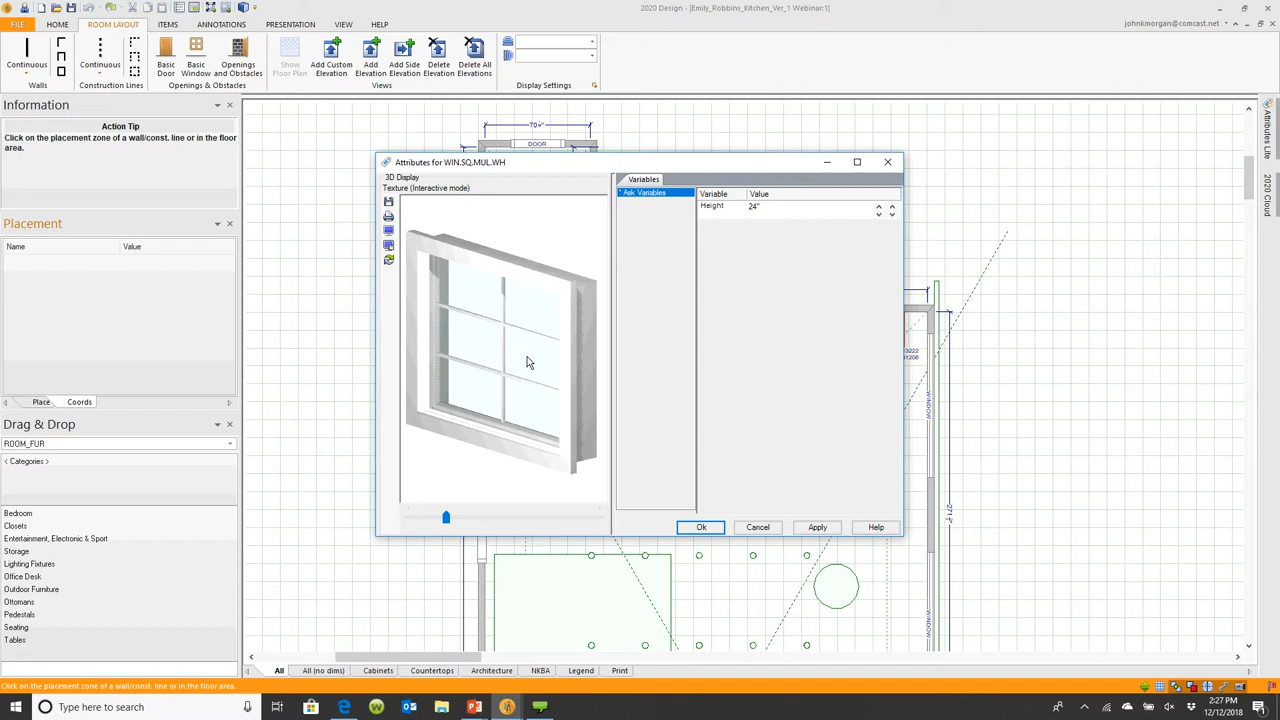 2020 Design - [Emily_Robbins_Kitchen_Ver_1 Webinar:1]
FILE HOME ROOM LAYOUT ITEMS ANNOTATIONS PRESENTATION VIEW HELP
johnkmorgan@comcast.net
Continuous
Walls
Continuous
Construction Lines
Basic Door
Basic Window
Openings and Obstacles
Openings & Obstacles
Show Floor Plan
Add Custom Elevation
Add Elevation
Add Side Elevation
Delete Elevation
Delete All Elevations
Views
Display Settings
Information
Action Tip
Click on the placement zone of a wall/const. line or in the floor area.
Placement
Name Value
Place Coords
Drag & Drop
ROOM_FUR
< Categories >
Bedroom
Closets
Entertainment, Electronic & Sport
Storage
Lighting Fixtures
Office Desk
Outdoor Furniture
Ottomans
Pedestals
Seating
Tables
DOOR
Attributes for WIN.SQ.MUL.WH
3D Display
Texture (Interactive mode)
Variables
* Ask Variables
Variable Value
Height 24"
Ok Cancel Apply Help
WINDOW
WINDOW
Attributes Lists
2020 Cloud
All All (no dims) Cabinets Countertops Architecture NKBA Legend Print
Click on the placement zone of a wall/const. line or in the floor area.
Type here to search
2:27 PM
12/12/2018